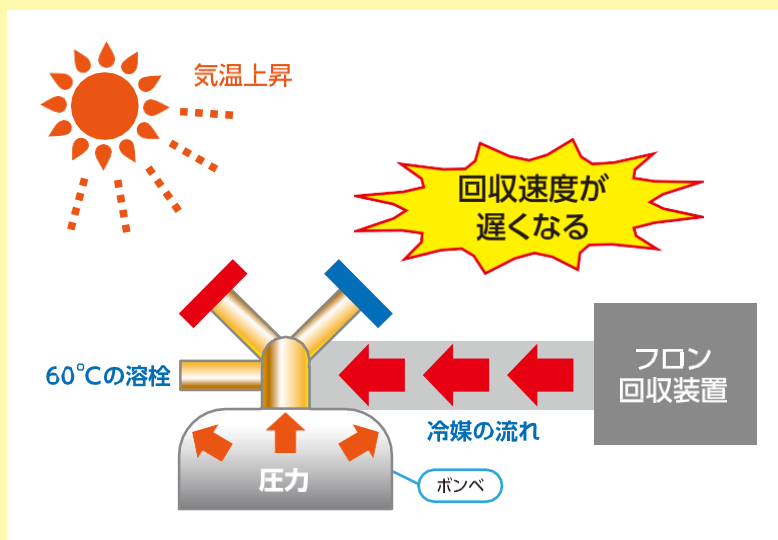 気温上昇
回収速度が
遅くなる
60℃の溶栓
フロン
回収装置
冷媒の流れ
圧力
ボンベ